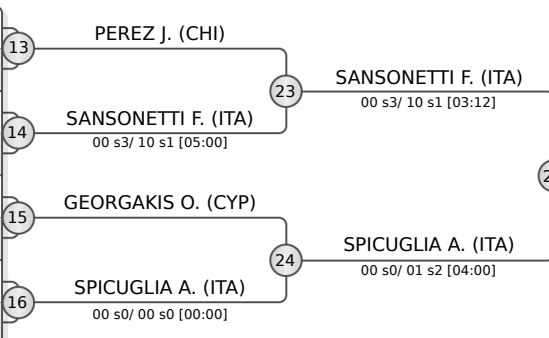 PEREZ J. (CHI)
13
23
SANSONETTI F. (ITA)
00 s3/ 10 s1 [03:12]
14
SANSONETTI F. (ITA)
00 s3/ 10 s1 [05:00]
GEORGAKIS O. (CYP)
15
24
SPICUGLIA A. (ITA)
00 s0/ 01 s2 [04:00]
16
SPICUGLIA A. (ITA)
00 s0/ 00 s0 [00:00]